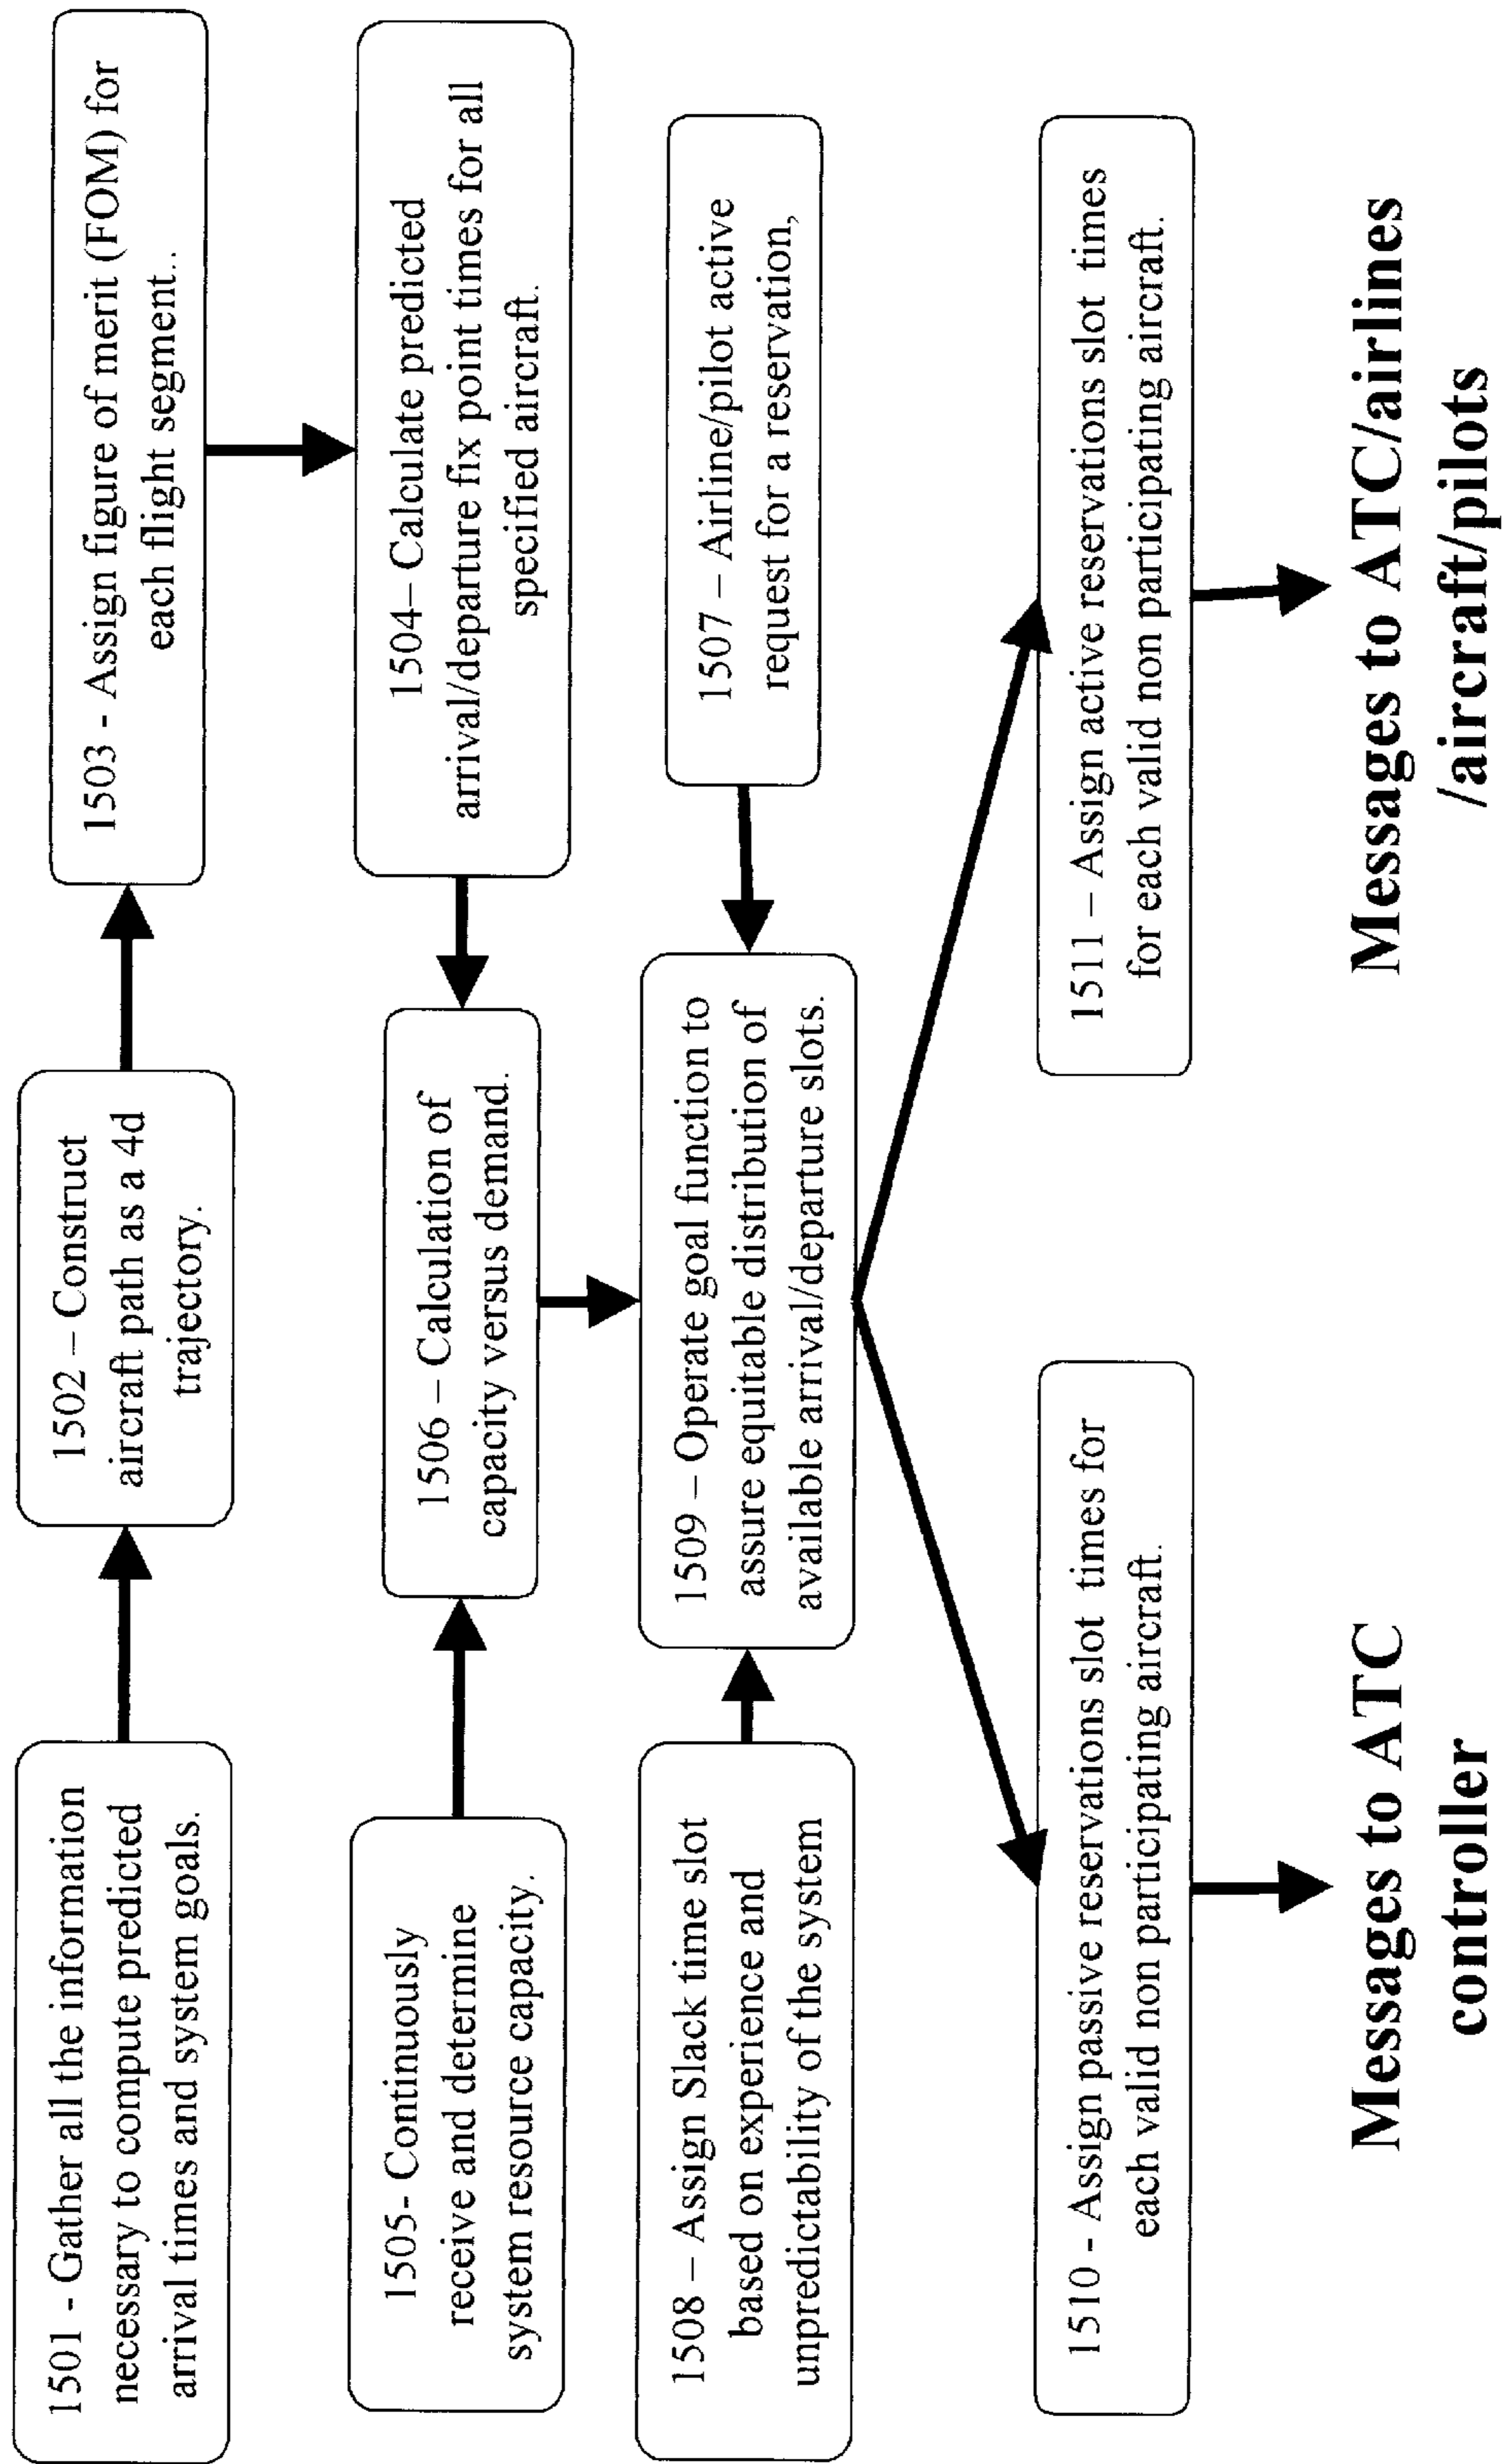 1501 - Gather all the information
necessary to compute predicted
arrival times and system goals.
1502 – Construct
aircraft path as a 4d
trajectory.
1503 - Assign figure of merit (FOM) for
each flight segment..
1504– Calculate predicted
arrival/departure fix point times for all
specified aircraft.
1505- Continuously
receive and determine
system resource capacity.
1506 – Calculation of
capacity versus demand.
1507 – Airline/pilot active
request for a reservation,
1508 – Assign Slack time slot
based on experience and
unpredictability of the system
1509 – Operate goal function to
assure equitable distribution of
available arrival/departure slots.
1510 - Assign passive reservations slot times for
each valid non participating aircraft.
1511 – Assign active reservations slot times
for each valid non participating aircraft.
Messages to ATC
controller
Messages to ATC/airlines
/aircraft/pilots